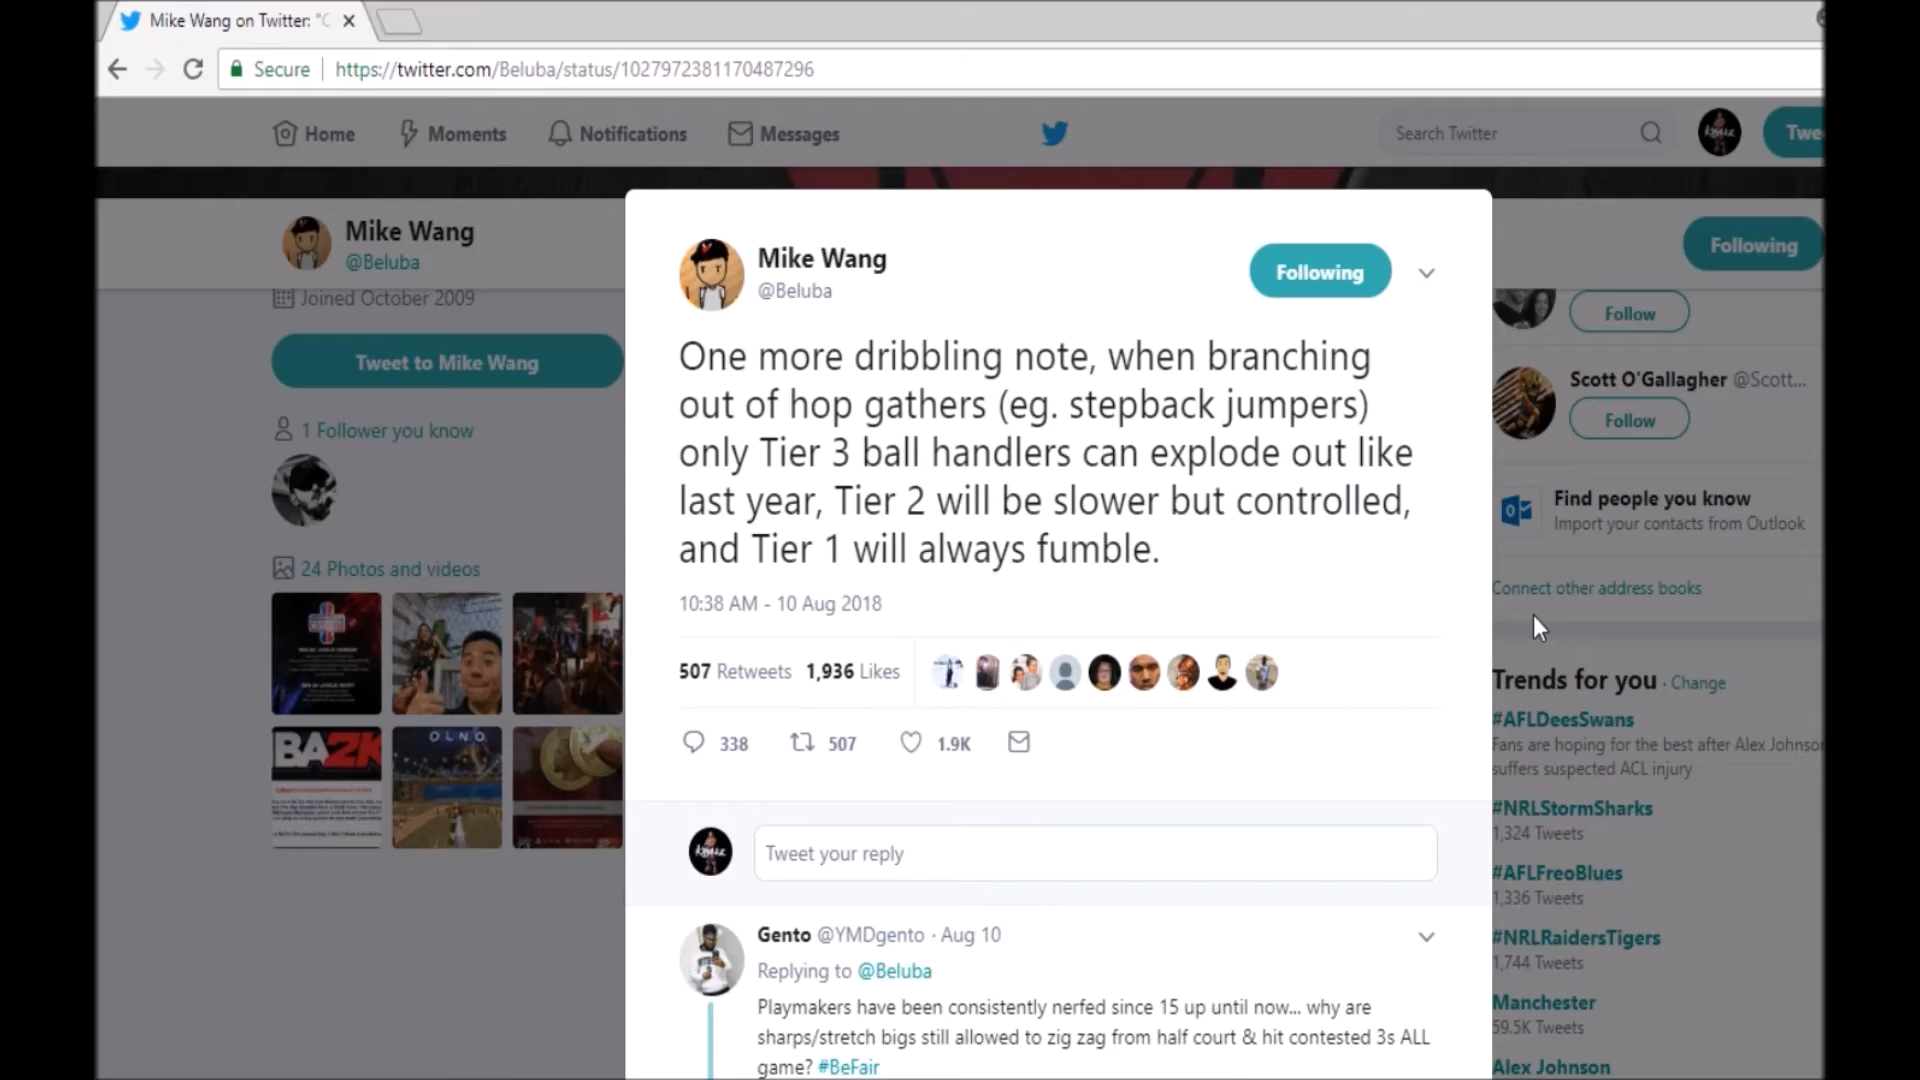 Mike Wang on Twitter: "C
Secure
https://twitter.com/Beluba/status/1027972381170487296
Home
Moments
Notifications
Messages
Search Twitter
Twe
Mike Wang
@Beluba
Following
Joined October 2009
Tweet to Mike Wang
1 Follower you know
24 Photos and videos
OLNO
BA2K
Mike Wang
@Beluba
Following
One more dribbling note, when branching
out of hop gathers (eg. stepback jumpers)
only Tier 3 ball handlers can explode out like
last year, Tier 2 will be slower but controlled,
and Tier 1 will always fumble.
10:38 AM - 10 Aug 2018
507 Retweets 1,936 Likes
338 507 1.9K
Tweet your reply
Gento @YMDgento · Aug 10
Replying to @Beluba
Playmakers have been consistently nerfed since 15 up until now... why are
sharps/stretch bigs still allowed to zig zag from half court & hit contested 3s ALL
game? #BeFair
Follow
Scott O'Gallagher @Scott...
Follow
Find people you know
Import your contacts from Outlook
Connect other address books
Trends for you · Change
#AFLDeesSwans
Fans are hoping for the best after Alex Johnson
suffers suspected ACL injury
#NRLStormSharks
1,324 Tweets
#AFLFreoBlues
1,336 Tweets
#NRLRaidersTigers
1,744 Tweets
Manchester
59.5K Tweets
Alex Johnson